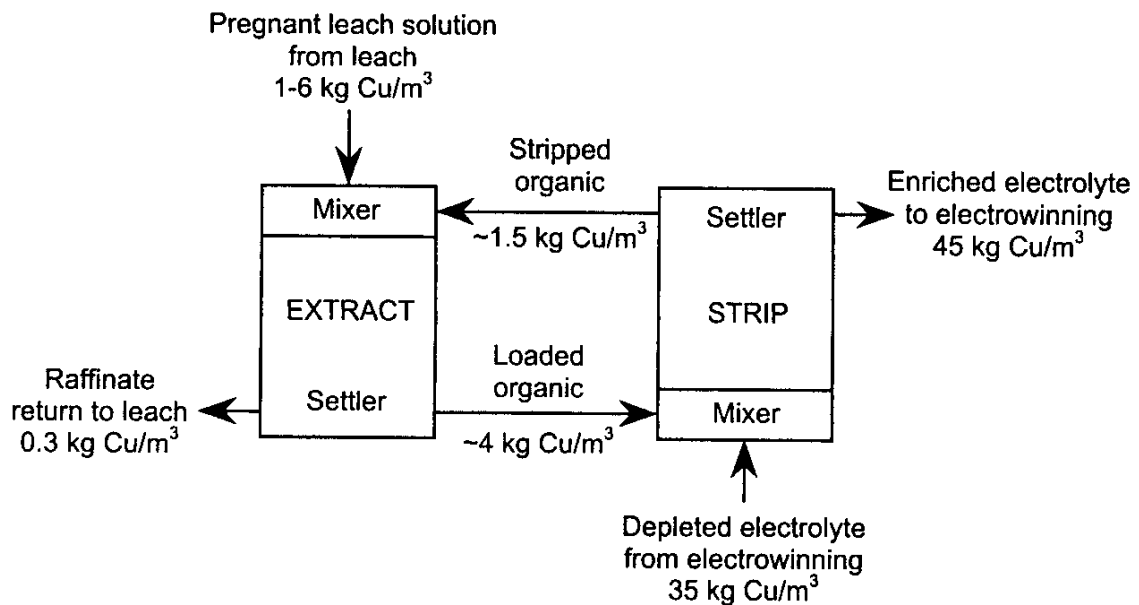 Pregnant leach solution
from leach
1-6 kg Cu/m³
Mixer
EXTRACT
Settler
Raffinate
return to leach
0.3 kg Cu/m³
Stripped
organic
~1.5 kg Cu/m³
Loaded
organic
~4 kg Cu/m³
Settler
STRIP
Mixer
Enriched electrolyte
to electrowinning
45 kg Cu/m³
Depleted electrolyte
from electrowinning
35 kg Cu/m³